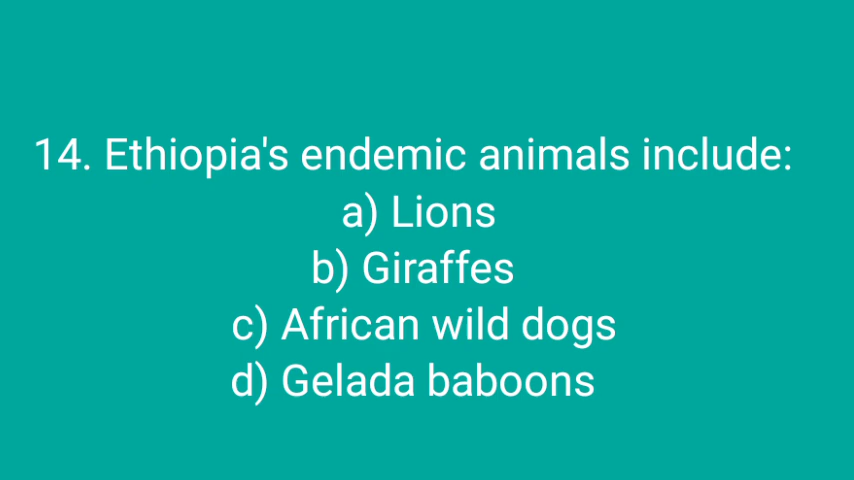 14. Ethiopia's endemic animals include:
a) Lions
b) Giraffes
c) African wild dogs
d) Gelada baboons